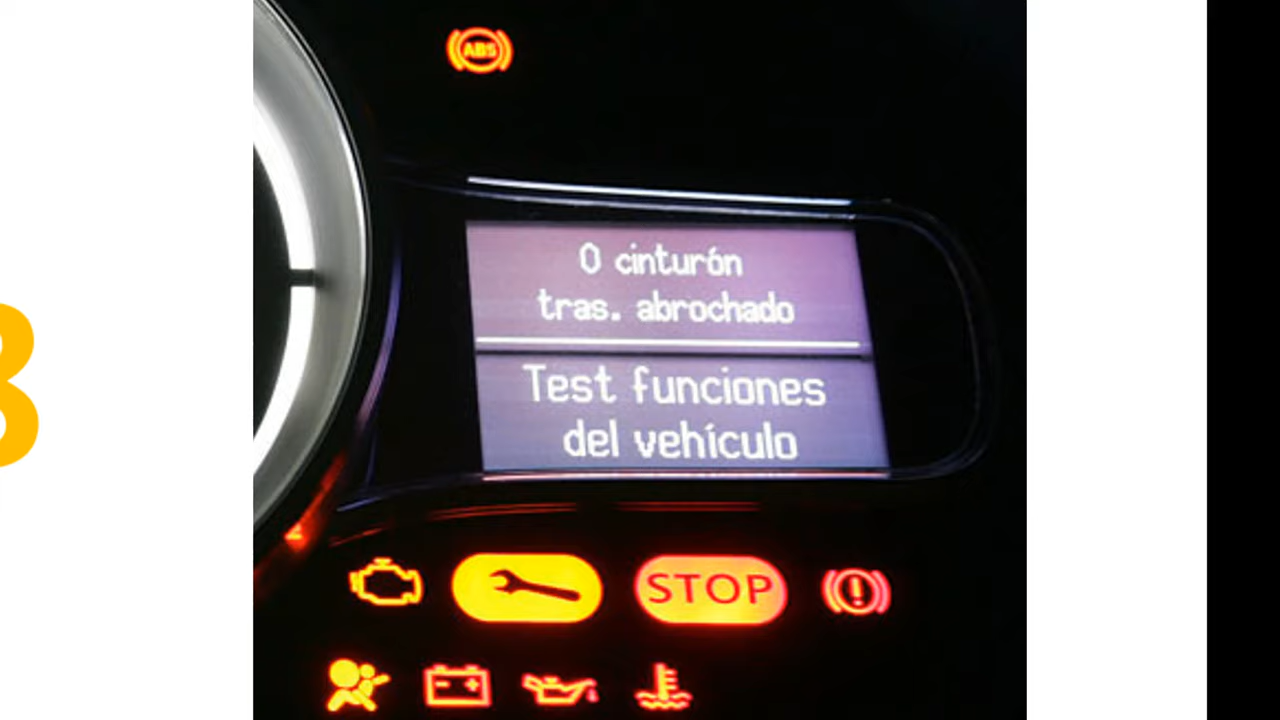 ABS
0 cinturón
tras. abrochado
Test funciones
del vehículo
STOP